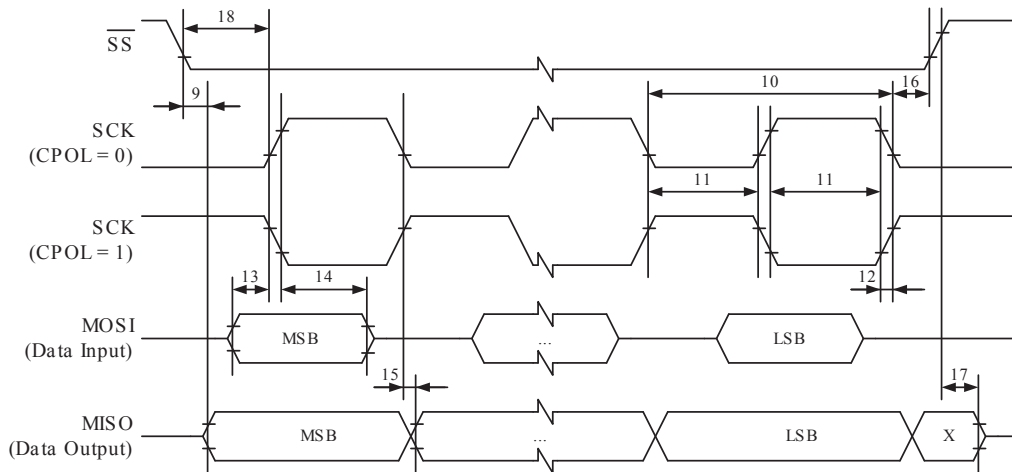 18
SS
9
10
16
SCK
(CPOL = 0)
11
11
SCK
(CPOL = 1)
13
14
12
MOSI
(Data Input)
MSB
...
LSB
15
17
MISO
(Data Output)
MSB
...
LSB
X